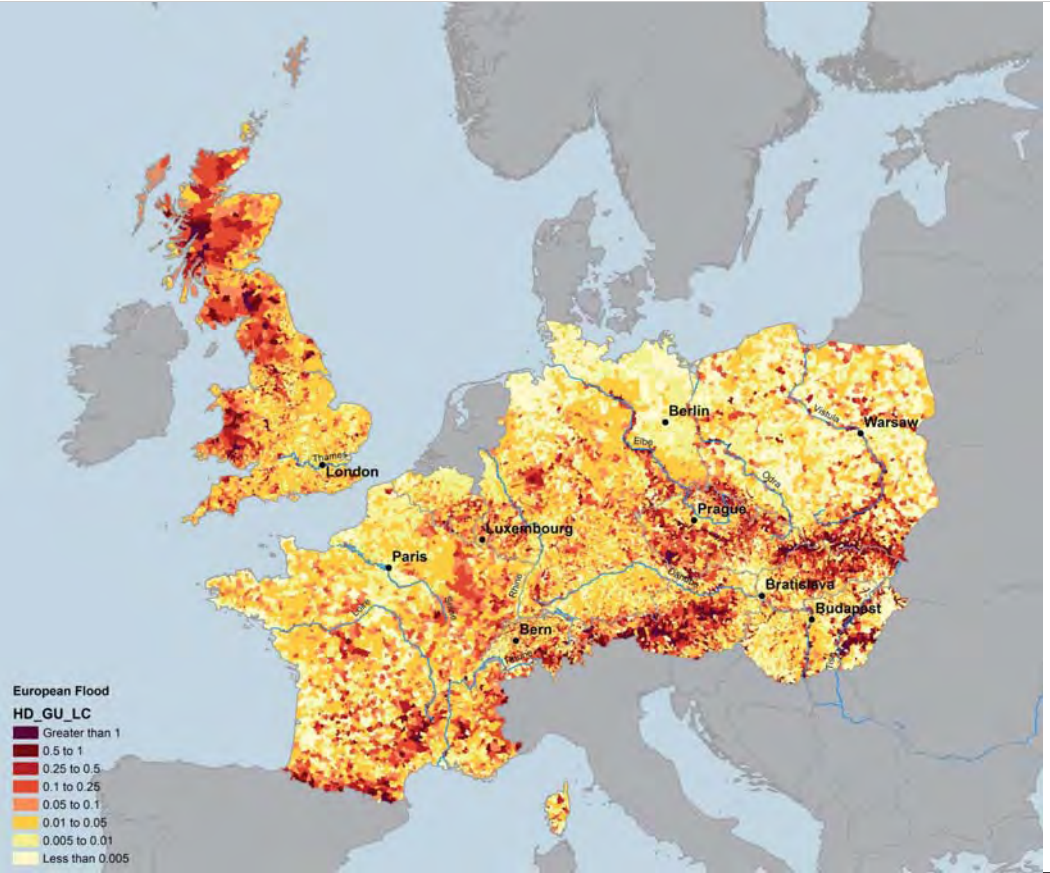 Berlin
Vistula
Warsaw
Elbe
Thames
London
Odra
Prague
Luxembourg
Paris
Danube
Bratislava
Rhine
Loire
Seine
Budapest
Bern
European Flood
HD_GU_LC
Greater than 1
0.5 to 1
0.25 to 0.5
0.1 to 0.25
0.05 to 0.1
0.01 to 0.05
0.005 to 0.01
Less than 0.005